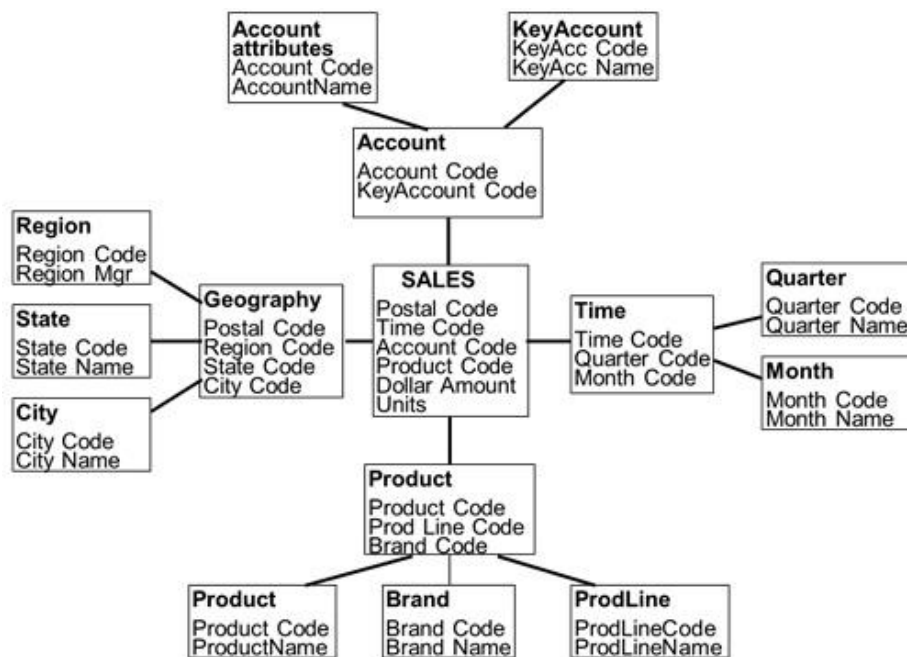 Account
attributes
Account Code
AccountName
KeyAccount
KeyAcc Code
KeyAcc Name
Account
Account Code
KeyAccount Code
Region
Region Code
Region Mgr
State
State Code
State Name
City
City Code
City Name
Geography
Postal Code
Region Code
State Code
City Code
SALES
Postal Code
Time Code
Account Code
Product Code
Dollar Amount
Units
Time
Time Code
Quarter Code
Month Code
Quarter
Quarter Code
Quarter Name
Month
Month Code
Month Name
Product
Product Code
Prod Line Code
Brand Code
Product
Product Code
ProductName
Brand
Brand Code
Brand Name
ProdLine
ProdLineCode
ProdLineName